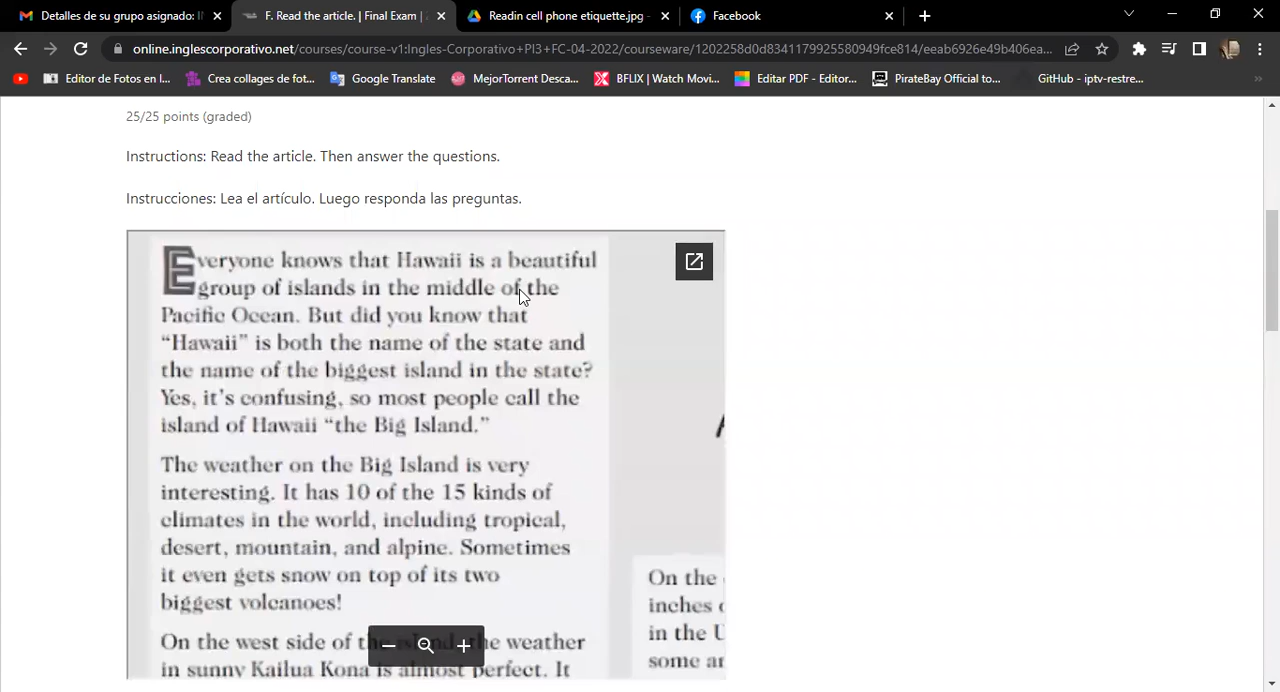 Detalles de su grupo asignado: I
F. Read the article. | Final Exam |
Readin cell phone etiquette.jpg -
Facebook
online.inglescorporativo.net/courses/course-v1:Ingles-Corporativo+PI3+FC-04-2022/courseware/1202258d0d8341179925580949fce814/eeab6926e49b406ea...
Editor de Fotos en l...
Crea collages de fot...
Google Translate
MejorTorrent Desca...
BFLIX | Watch Movi...
Editar PDF - Editor...
PirateBay Official to...
GitHub - iptv-restre...
25/25 points (graded)
Instructions: Read the article. Then answer the questions.
Instrucciones: Lea el artículo. Luego responda las preguntas.
Everyone knows that Hawaii is a beautiful
group of islands in the middle of the
Pacific Ocean. But did you know that
“Hawaii” is both the name of the state and
the name of the biggest island in the state?
Yes, it’s confusing, so most people call the
island of Hawaii “the Big Island.”
The weather on the Big Island is very
interesting. It has 10 of the 15 kinds of
climates in the world, including tropical,
desert, mountain, and alpine. Sometimes
it even gets snow on top of its two
biggest volcanoes!
On the west side of the island, the weather
in sunny Kailua Kona is almost perfect. It
On the
inches
in the U
some